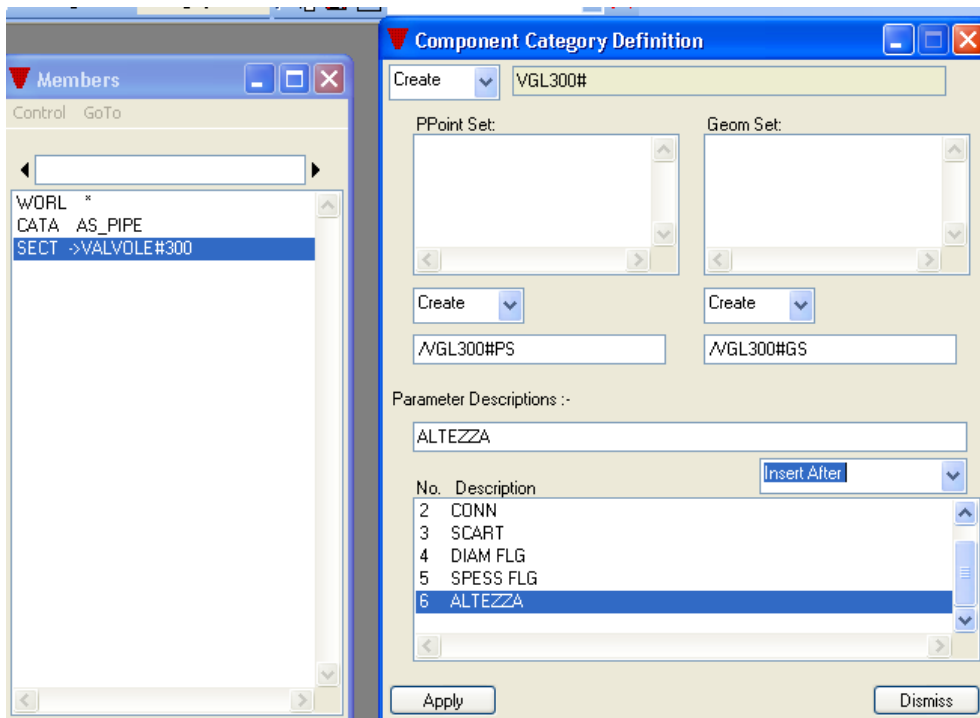 Members
Control GoTo
WORL *
CATA AS_PIPE
SECT ->VALVOLE#300
Component Category Definition
Create
VGL300#
PPoint Set:
Geom Set:
Create
Create
/VGL300#PS
/VGL300#GS
Parameter Descriptions :-
ALTEZZA
Insert After
No. Description
2 CONN
3 SCART
4 DIAM FLG
5 SPESS FLG
6 ALTEZZA
Apply
Dismiss